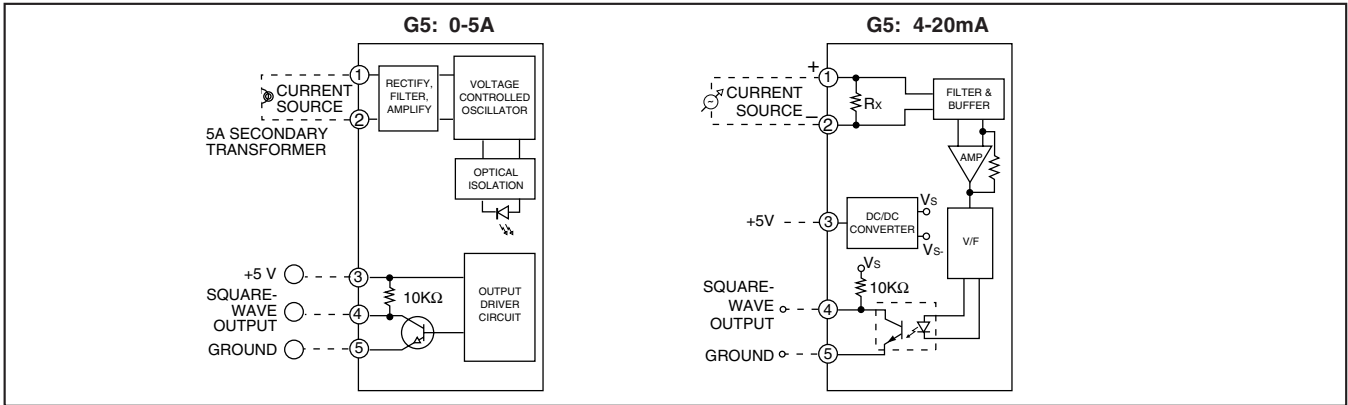 G5: 0-5A
1
2
CURRENT
SOURCE
5A SECONDARY
TRANSFORMER
RECTIFY,
FILTER,
AMPLIFY
VOLTAGE
CONTROLLED
OSCILLATOR
OPTICAL
ISOLATION
+5 V
3
SQUARE-
WAVE
OUTPUT
4
10KΩ
GROUND
5
OUTPUT
DRIVER
CIRCUIT
G5: 4-20mA
+
1
CURRENT
SOURCE
–
2
~
RX
FILTER &
BUFFER
AMP
+5V
3
DC/DC
CONVERTER
VS
VS-
V/F
VS
10KΩ
SQUARE-
WAVE
OUTPUT
4
GROUND
5